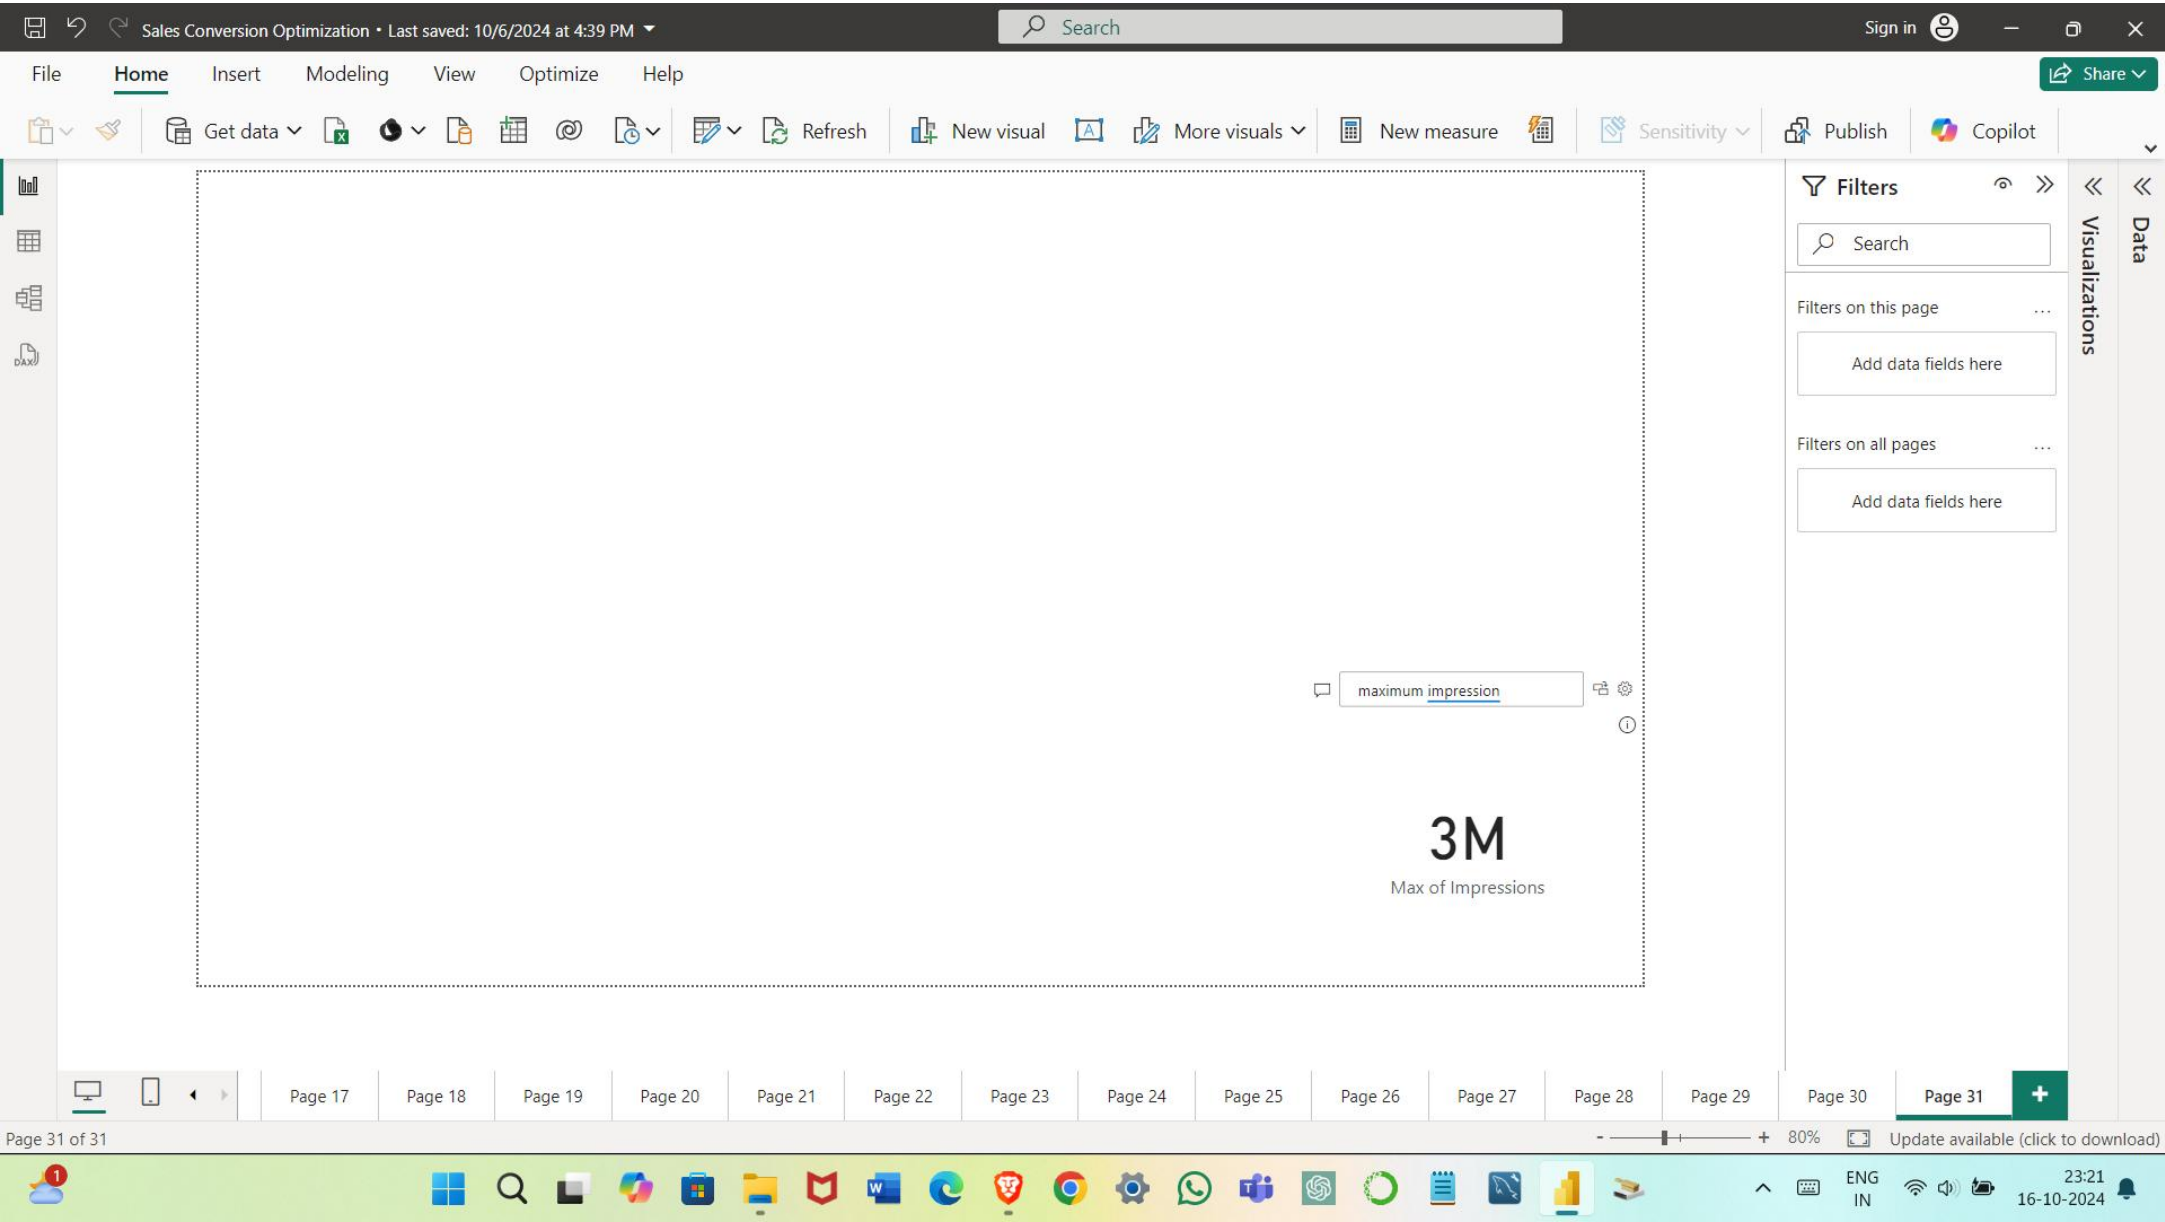 Sales Conversion Optimization • Last saved: 10/6/2024 at 4:39 PM
Search
Sign in
File Home Insert Modeling View Optimize Help
Share
Get data
Refresh
New visual
More visuals
New measure
Sensitivity
Publish
Copilot
DAX
Filters
Search
Filters on this page
...
Add data fields here
Filters on all pages
...
Add data fields here
Visualizations
Data
maximum impression
3M
Max of Impressions
Page 17 Page 18 Page 19 Page 20 Page 21 Page 22 Page 23 Page 24 Page 25 Page 26 Page 27 Page 28 Page 29 Page 30 Page 31 +
Page 31 of 31
- + 80% Update available (click to download)
1
ENG
IN
23:21
16-10-2024